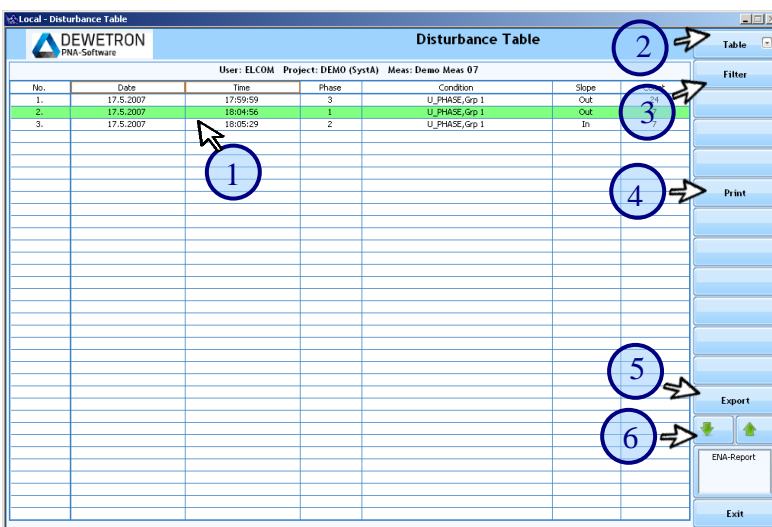 Local - Disturbance Table
DEWETRON
PNA-Software
Disturbance Table
User: ELCOM Project: DEMO (SystA) Meas: Demo Meas 07
No. Date Time Phase Condition Slope
1. 17.5.2007 17:59:59 3 U_PHASE,Grp 1 Out 24
2. 17.5.2007 18:04:56 1 U_PHASE,Grp 1 Out 7
3. 17.5.2007 18:05:29 2 U_PHASE,Grp 1 In 7
1
2
Table
Filter
3
4
Print
5
Export
6
ENA-Report
Exit